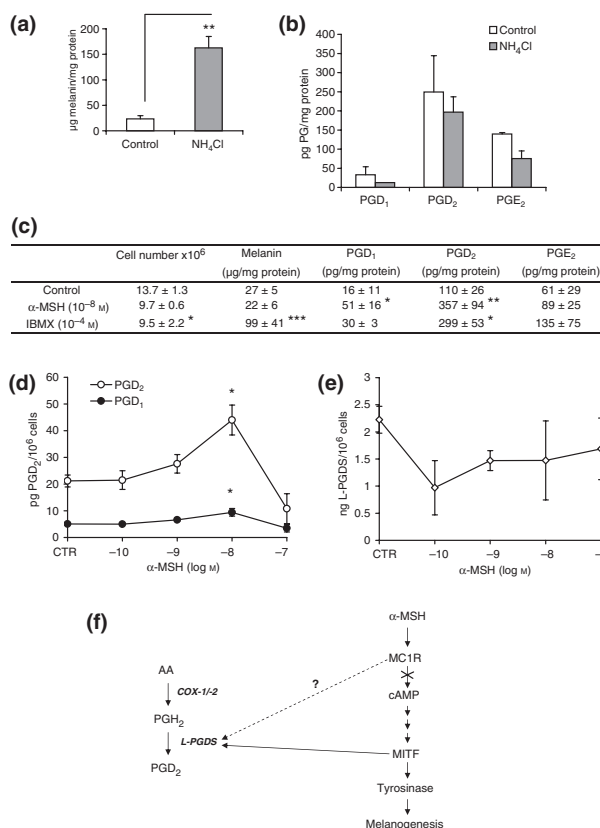 (a)
µg melanin/mg protein
200
150
100
50
0
**
Control
NH4Cl
(b)
Control
NH4Cl
pg PG/mg protein
400
350
300
250
200
150
100
50
0
PGD1
PGD2
PGE2
(c)
Cell number x10^6 Melanin (µg/mg protein) PGD1 (pg/mg protein) PGD2 (pg/mg protein) PGE2 (pg/mg protein)
Control 13.7 ± 1.3 27 ± 5 16 ± 11 110 ± 26 61 ± 29
α-MSH (10^−8 M) 9.7 ± 0.6 22 ± 6 51 ± 16 * 357 ± 94 ** 89 ± 25
IBMX (10^−4 M) 9.5 ± 2.2 * 99 ± 41 *** 30 ± 3 299 ± 53 * 135 ± 75
(d)
PGD2
PGD1
pg PGD2/10^6 cells
60
50
40
30
20
10
0
*
*
CTR −10 −9 −8 −7
α-MSH (log M)
(e)
ng L-PGDS/10^6 cells
3
2.5
2
1.5
1
0.5
0
CTR −10 −9 −8
α-MSH (log M)
(f)
α-MSH
MC1R
?
AA
cAMP
COX-1/-2
PGH2
L-PGDS
MITF
PGD2
Tyrosinase
Melanogenesis